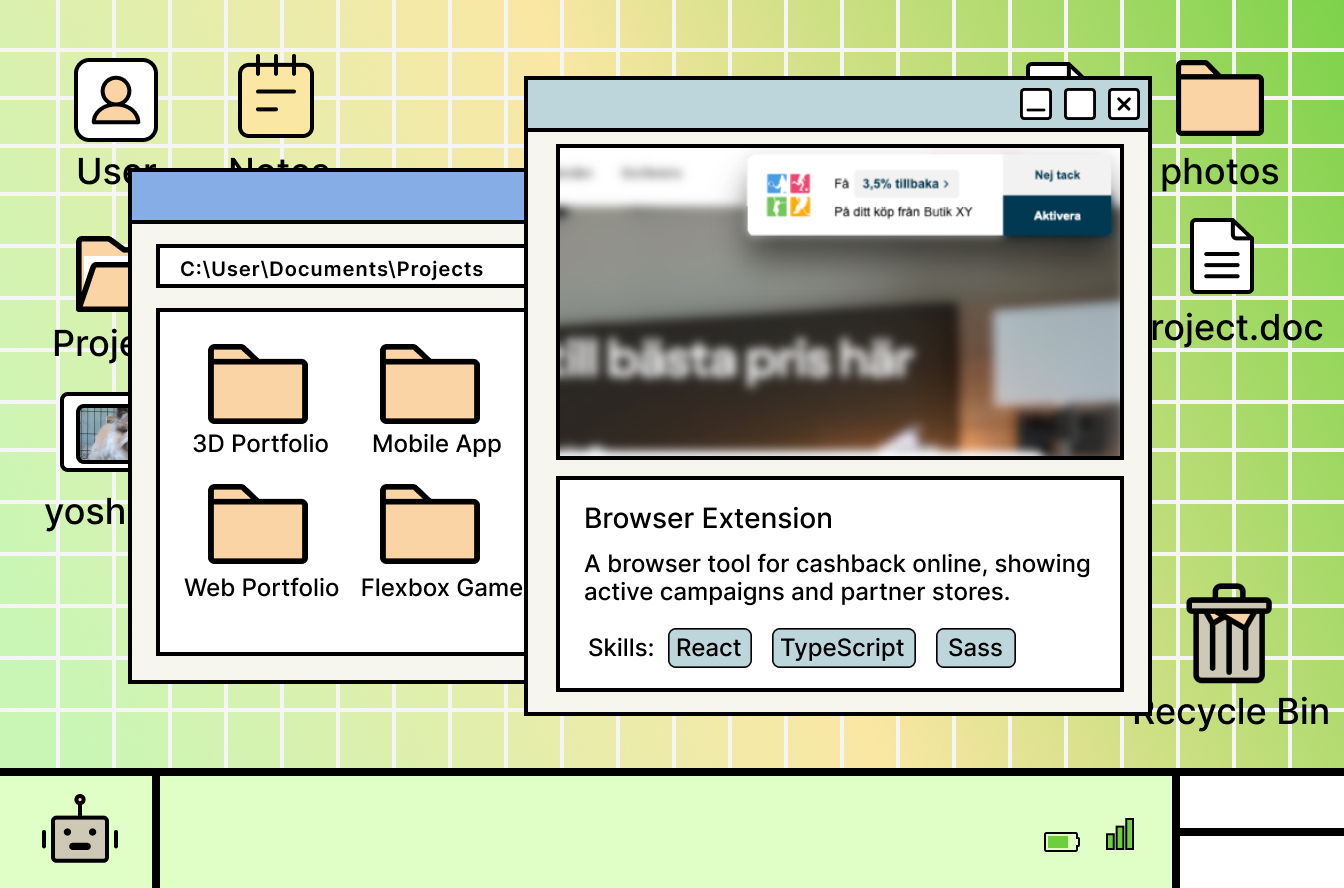 User
Notes
photos
C:\User\Documents\Projects
3D Portfolio
Mobile App
Web Portfolio
Flexbox Game
Proje
yosh
Få 3,5% tillbaka ›
På ditt köp från Butik XY
Nej tack
Aktivera
till bästa pris här
Browser Extension
A browser tool for cashback online, showing
active campaigns and partner stores.
Skills: React TypeScript Sass
roject.doc
Recycle Bin